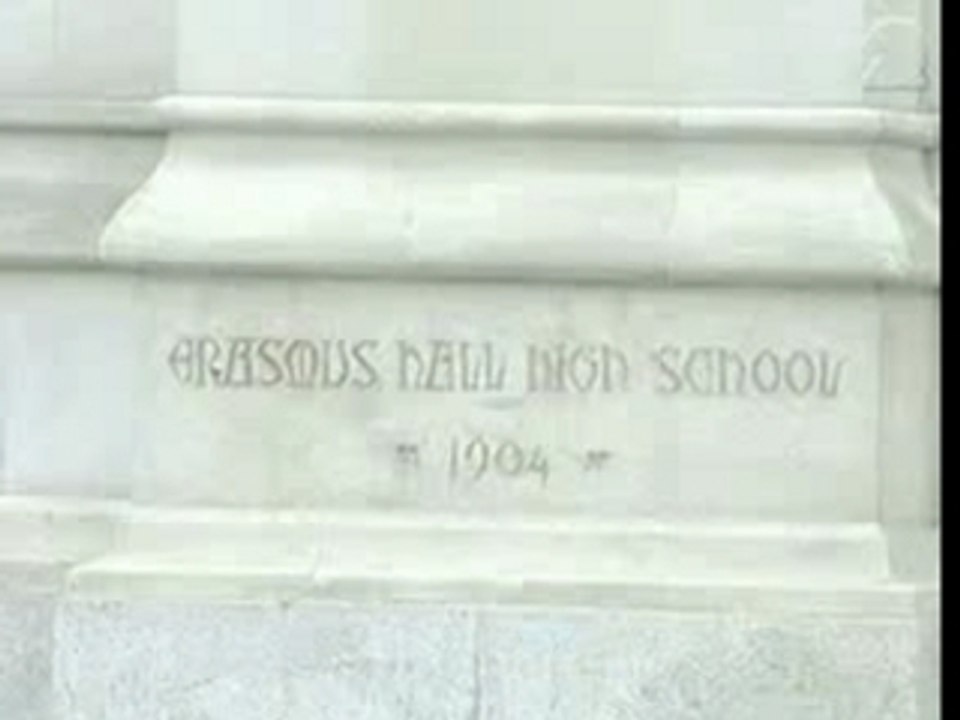 ERASMUS HALL HIGH SCHOOL
1904